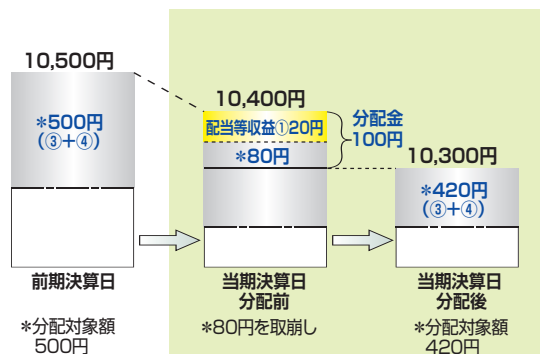 10,500円
*500円
(③+④)
前期決算日
*分配対象額
500円
10,400円
配当等収益①20円
*80円
分配金
100円
当期決算日
分配前
*80円を取崩し
10,300円
*420円
(③+④)
当期決算日
分配後
*分配対象額
420円